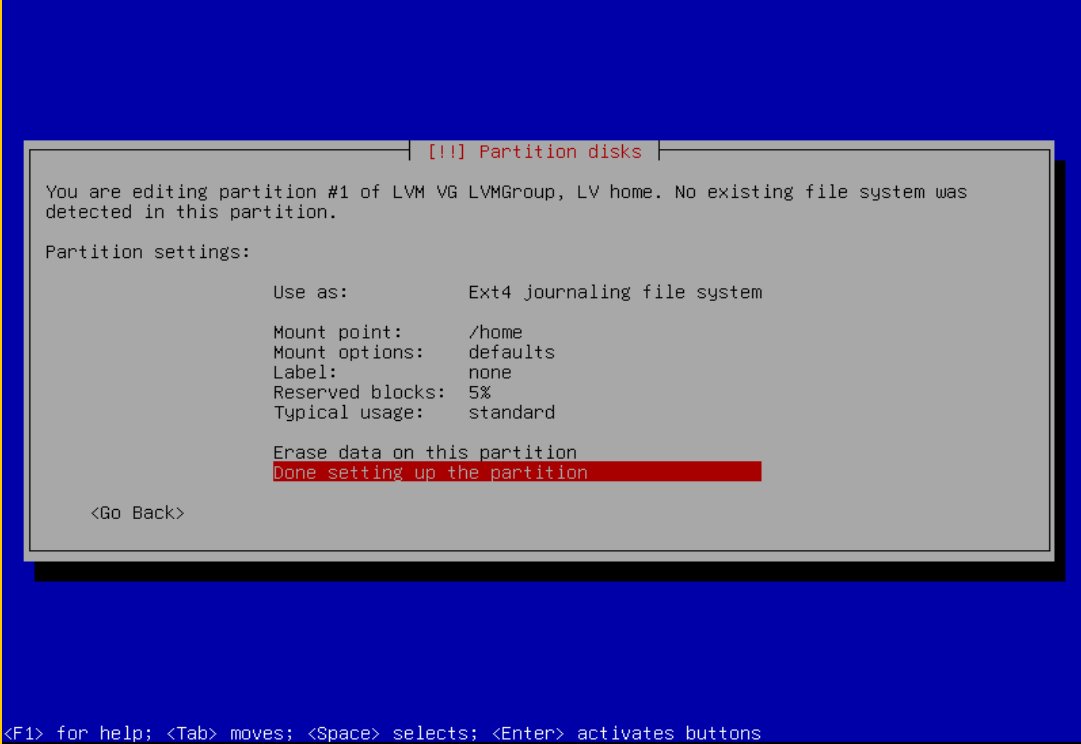 [!!] Partition disks
You are editing partition #1 of LVM VG LVMGroup, LV home. No existing file system was
detected in this partition.
Partition settings:
Use as: Ext4 journaling file system
Mount point: /home
Mount options: defaults
Label: none
Reserved blocks: 5%
Typical usage: standard
Erase data on this partition
Done setting up the partition
<Go Back>
<F1> for help; <Tab> moves; <Space> selects; <Enter> activates buttons